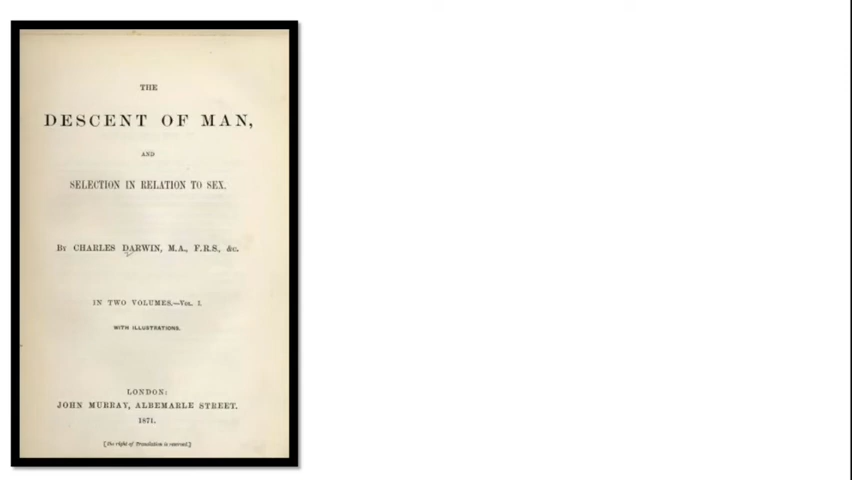 THE
DESCENT OF MAN,
AND
SELECTION IN RELATION TO SEX.
BY CHARLES DARWIN, M.A., F.R.S., &c.
IN TWO VOLUMES.—VOL. I.
WITH ILLUSTRATIONS.
LONDON:
JOHN MURRAY, ALBEMARLE STREET.
1871.
[The right of Translation is reserved.]